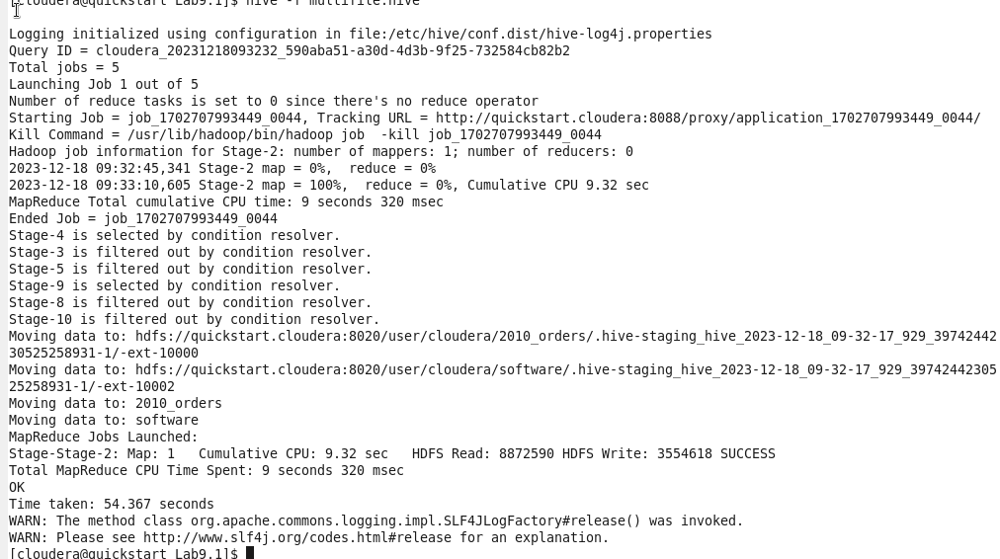 [cloudera@quickstart Lab9.1]$ hive -f multifile.hive
Logging initialized using configuration in file:/etc/hive/conf.dist/hive-log4j.properties
Query ID = cloudera_20231218093232_590aba51-a30d-4d3b-9f25-732584cb82b2
Total jobs = 5
Launching Job 1 out of 5
Number of reduce tasks is set to 0 since there's no reduce operator
Starting Job = job_1702707993449_0044, Tracking URL = http://quickstart.cloudera:8088/proxy/application_1702707993449_0044/
Kill Command = /usr/lib/hadoop/bin/hadoop job  -kill job_1702707993449_0044
Hadoop job information for Stage-2: number of mappers: 1; number of reducers: 0
2023-12-18 09:32:45,341 Stage-2 map = 0%,  reduce = 0%
2023-12-18 09:33:10,605 Stage-2 map = 100%,  reduce = 0%, Cumulative CPU 9.32 sec
MapReduce Total cumulative CPU time: 9 seconds 320 msec
Ended Job = job_1702707993449_0044
Stage-4 is selected by condition resolver.
Stage-3 is filtered out by condition resolver.
Stage-5 is filtered out by condition resolver.
Stage-9 is selected by condition resolver.
Stage-8 is filtered out by condition resolver.
Stage-10 is filtered out by condition resolver.
Moving data to: hdfs://quickstart.cloudera:8020/user/cloudera/2010_orders/.hive-staging_hive_2023-12-18_09-32-17_929_39742442
30525258931-1/-ext-10000
Moving data to: hdfs://quickstart.cloudera:8020/user/cloudera/software/.hive-staging_hive_2023-12-18_09-32-17_929_39742442305
25258931-1/-ext-10002
Moving data to: 2010_orders
Moving data to: software
MapReduce Jobs Launched:
Stage-Stage-2: Map: 1   Cumulative CPU: 9.32 sec   HDFS Read: 8872590 HDFS Write: 3554618 SUCCESS
Total MapReduce CPU Time Spent: 9 seconds 320 msec
OK
Time taken: 54.367 seconds
WARN: The method class org.apache.commons.logging.impl.SLF4JLogFactory#release() was invoked.
WARN: Please see http://www.slf4j.org/codes.html#release for an explanation.
[cloudera@quickstart Lab9.1]$